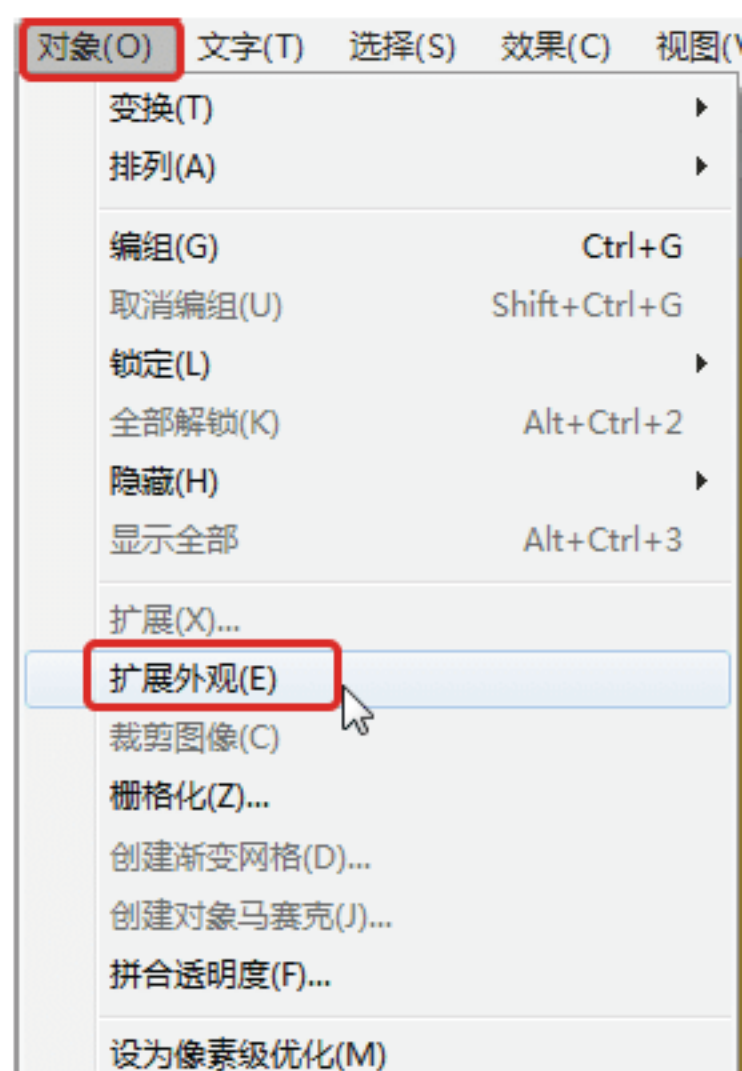 对象(O) 文字(T) 选择(S) 效果(C) 视图(V
变换(T)
排列(A)
编组(G) Ctrl+G
取消编组(U) Shift+Ctrl+G
锁定(L)
全部解锁(K) Alt+Ctrl+2
隐藏(H)
显示全部 Alt+Ctrl+3
扩展(X)...
扩展外观(E)
裁剪图像(C)
栅格化(Z)...
创建渐变网格(D)...
创建对象马赛克(J)...
拼合透明度(F)...
设为像素级优化(M)